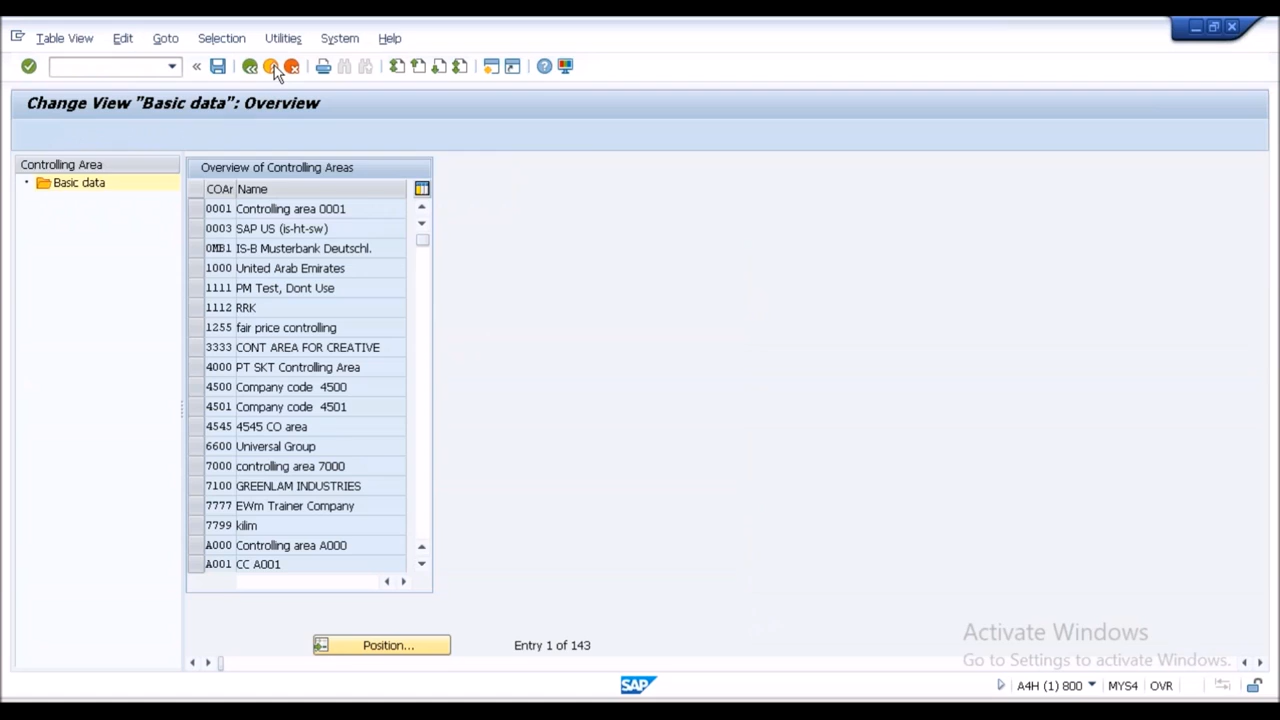 Table View Edit Goto Selection Utilities System Help
Change View "Basic data": Overview
Controlling Area
Basic data
Overview of Controlling Areas
COAr Name
0001 Controlling area 0001
0003 SAP US (is-ht-sw)
0MB1 IS-B Musterbank Deutschl.
1000 United Arab Emirates
1111 PM Test, Dont Use
1112 RRK
1255 fair price controlling
3333 CONT AREA FOR CREATIVE
4000 PT SKT Controlling Area
4500 Company code 4500
4501 Company code 4501
4545 4545 CO area
6600 Universal Group
7000 controlling area 7000
7100 GREENLAM INDUSTRIES
7777 EWm Trainer Company
7799 kilim
A000 Controlling area A000
A001 CC A001
Position... Entry 1 of 143
Activate Windows
Go to Settings to activate Windows.
SAP A4H (1) 800 MYS4 OVR